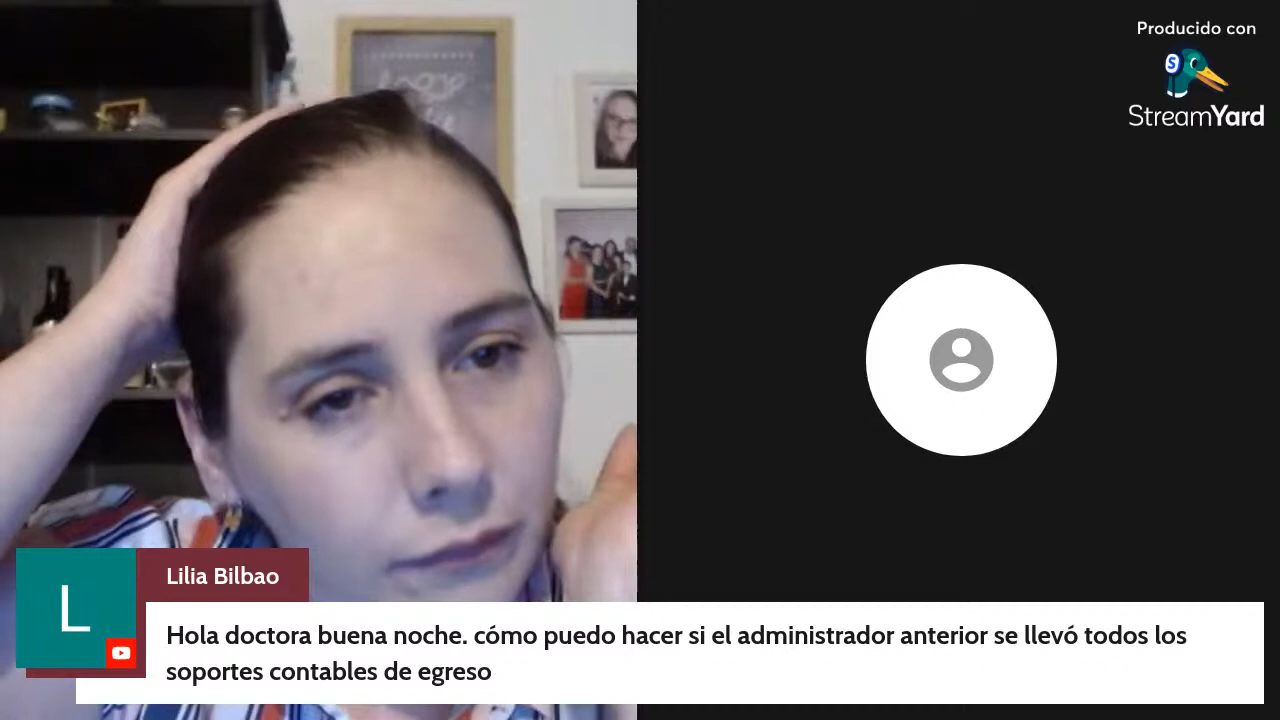 Producido con
StreamYard
L
Lilia Bilbao
Hola doctora buena noche. cómo puedo hacer si el administrador anterior se llevó todos los
soportes contables de egreso